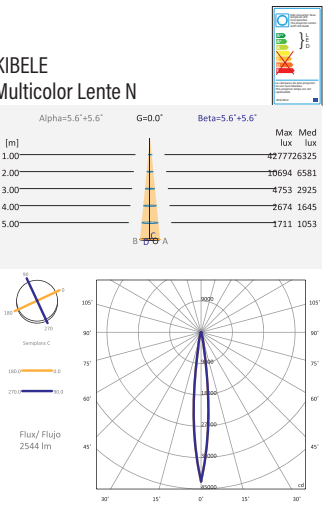 KIBELE
Multicolor Lente N
L
E
D
Alpha=5.6°+5.6°
G=0.0°
Beta=5.6°+5.6°
Max Med
lux lux
[m]
1.00 42777 26325
2.00 10694 6581
3.00 4753 2925
4.00 2674 1645
5.00 1711 1053
C
B D A
90
0
180
270
Semiplans C
180.0 0.0
270.0 90.0
Flux/ Flujo
2544 lm
9000
105° 105°
90° 90°
9000
75° 75°
18000
60° 60°
27000
45° 45°
cd
30° 15° 0° 15° 30°